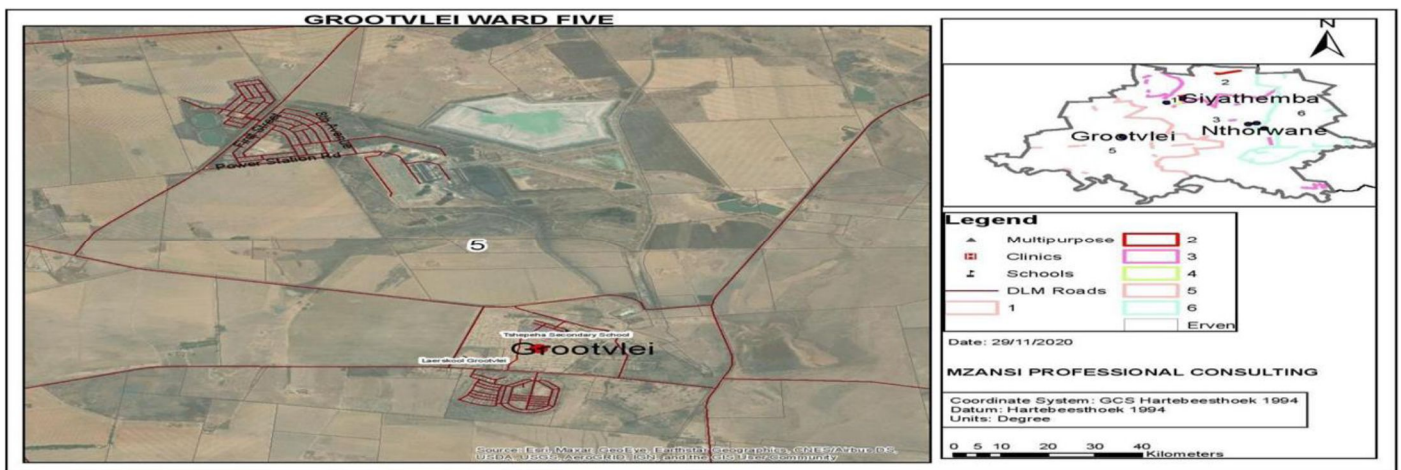 GROOTVLEI WARD FIVE
Power Station Rd
5
Tshepeha Secondary School
Grootvlei
Laerskool Grootvlei
Source: Esri, Maxar, GeoEye, Earthstar Geographics, CNES/Airbus DS,
USDA, USGS, AeroGRID, IGN, and the GIS User Community
N
2
1
Siyathemba
3
6
Nthorwane
Grootvlei
5
Legend
Multipurpose
Clinics
Schools
DLM Roads
1
2
3
4
5
6
Erven
Date: 29/11/2020
MZANSI PROFESSIONAL CONSULTING
Coordinate System: GCS Hartebeesthoek 1994
Datum: Hartebeesthoek 1994
Units: Degree
0 5 10 20 30 40
Kilometers